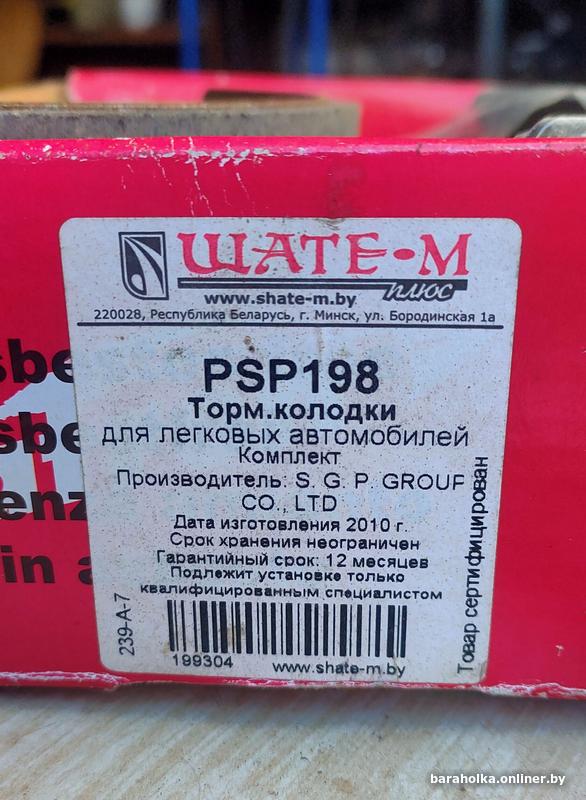 ШАТЕ-М
плюс
www.shate-m.by
220028, Республика Беларусь, г. Минск, ул. Бородинская 1а
PSP198
Торм.колодки
для легковых автомобилей
Комплект
Производитель: S. G. P. GROUP
CO., LTD
Дата изготовления 2010 г.
Срок хранения неограничен
Гарантийный срок: 12 месяцев
Подлежит установке только
квалифицированным специалистом
239-А-7
Товар сертифицирован
199304
www.shate-m.by
baraholka.onliner.by